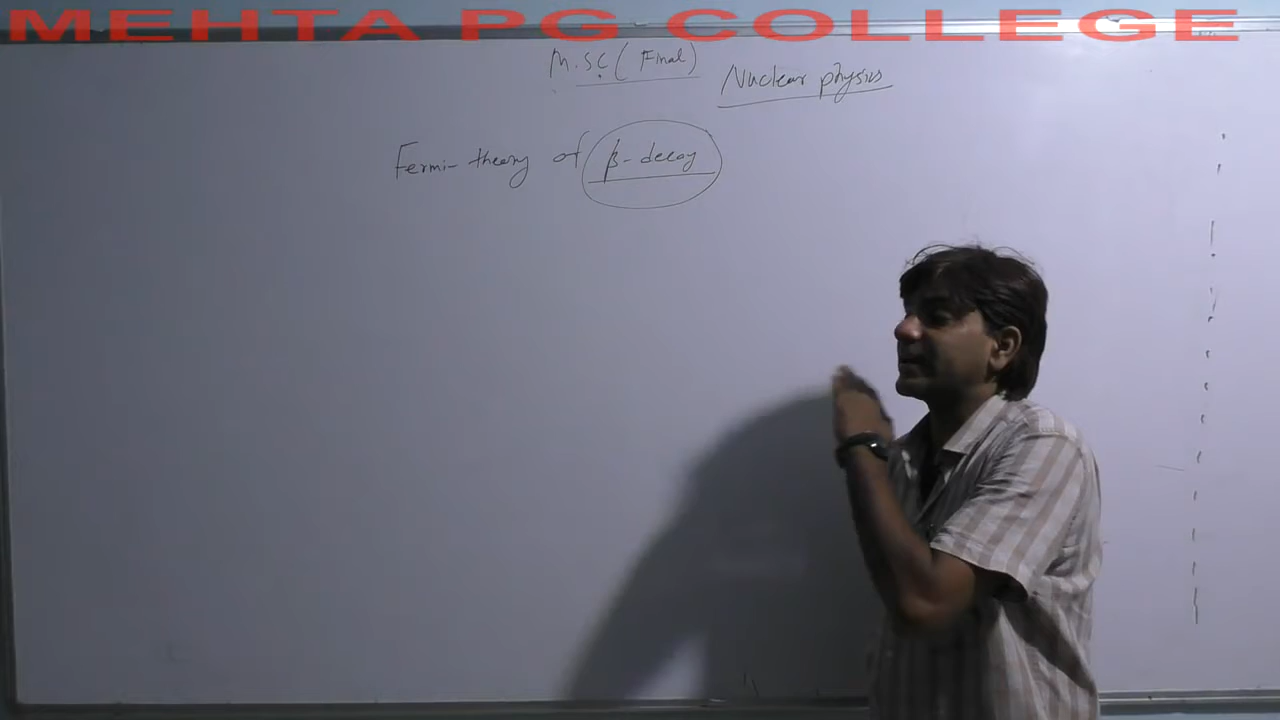 MEHTA PG COLLEGE
M.SC ( Final )
Nuclear physics
Fermi- theory of β- decay